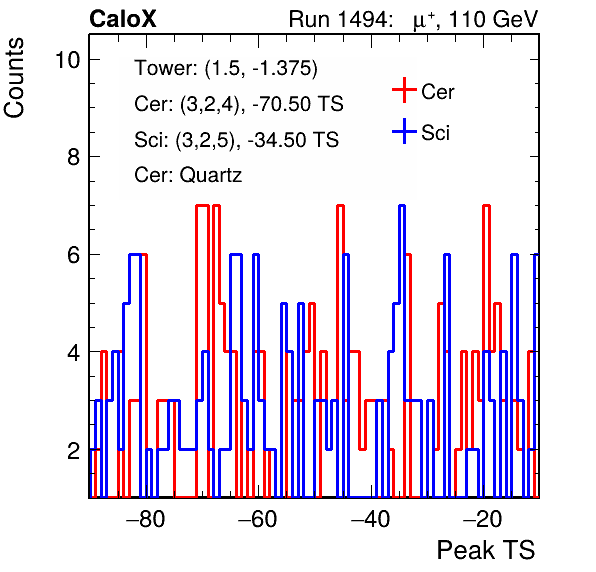 CaloX Run 1494: μ⁺, 110 GeV
Counts
Tower: (1.5, -1.375)
Cer: (3,2,4), -70.50 TS
Sci: (3,2,5), -34.50 TS
Cer: Quartz
Cer
Sci
10
8
6
4
2
−80 −60 −40 −20
Peak TS